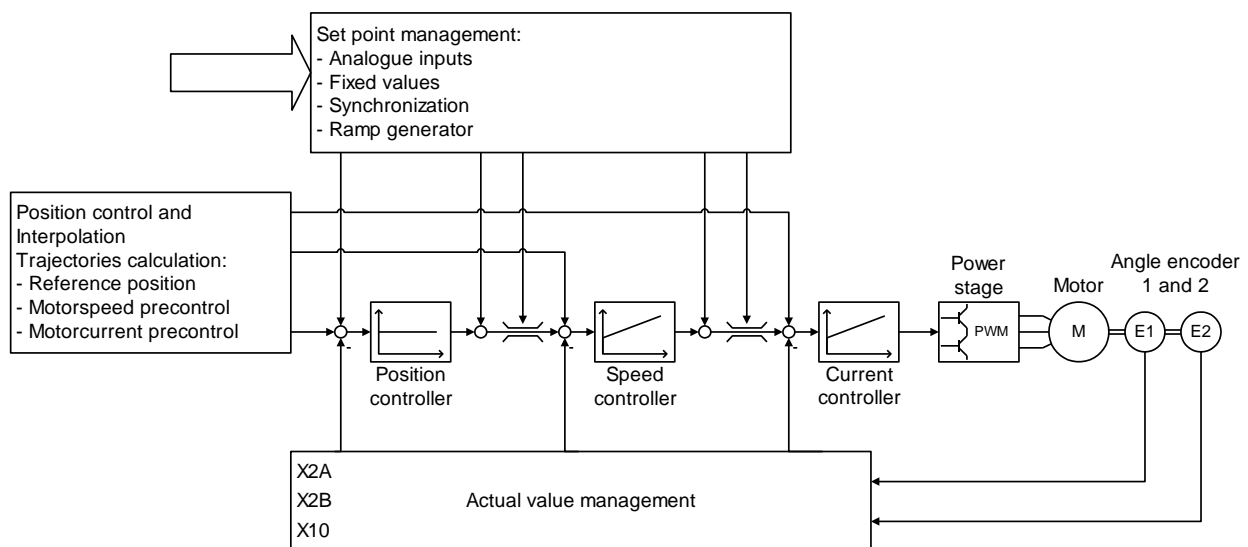 Set point management:
- Analogue inputs
- Fixed values
- Synchronization
- Ramp generator
Position control and
Interpolation
Trajectories calculation:
- Reference position
- Motorspeed precontrol
- Motorcurrent precontrol
-
Position
controller
-
Speed
controller
-
Current
controller
Power
stage
PWM
Motor
M
Angle encoder
1 and 2
E1
E2
X2A
X2B
X10
Actual value management